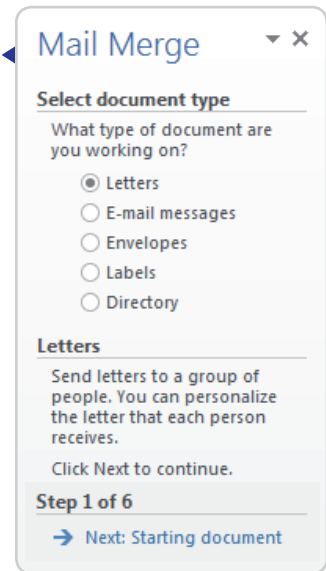 Mail Merge
Select document type
What type of document are
you working on?
Letters
E-mail messages
Envelopes
Labels
Directory
Letters
Send letters to a group of
people. You can personalize
the letter that each person
receives.
Click Next to continue.
Step 1 of 6
Next: Starting document